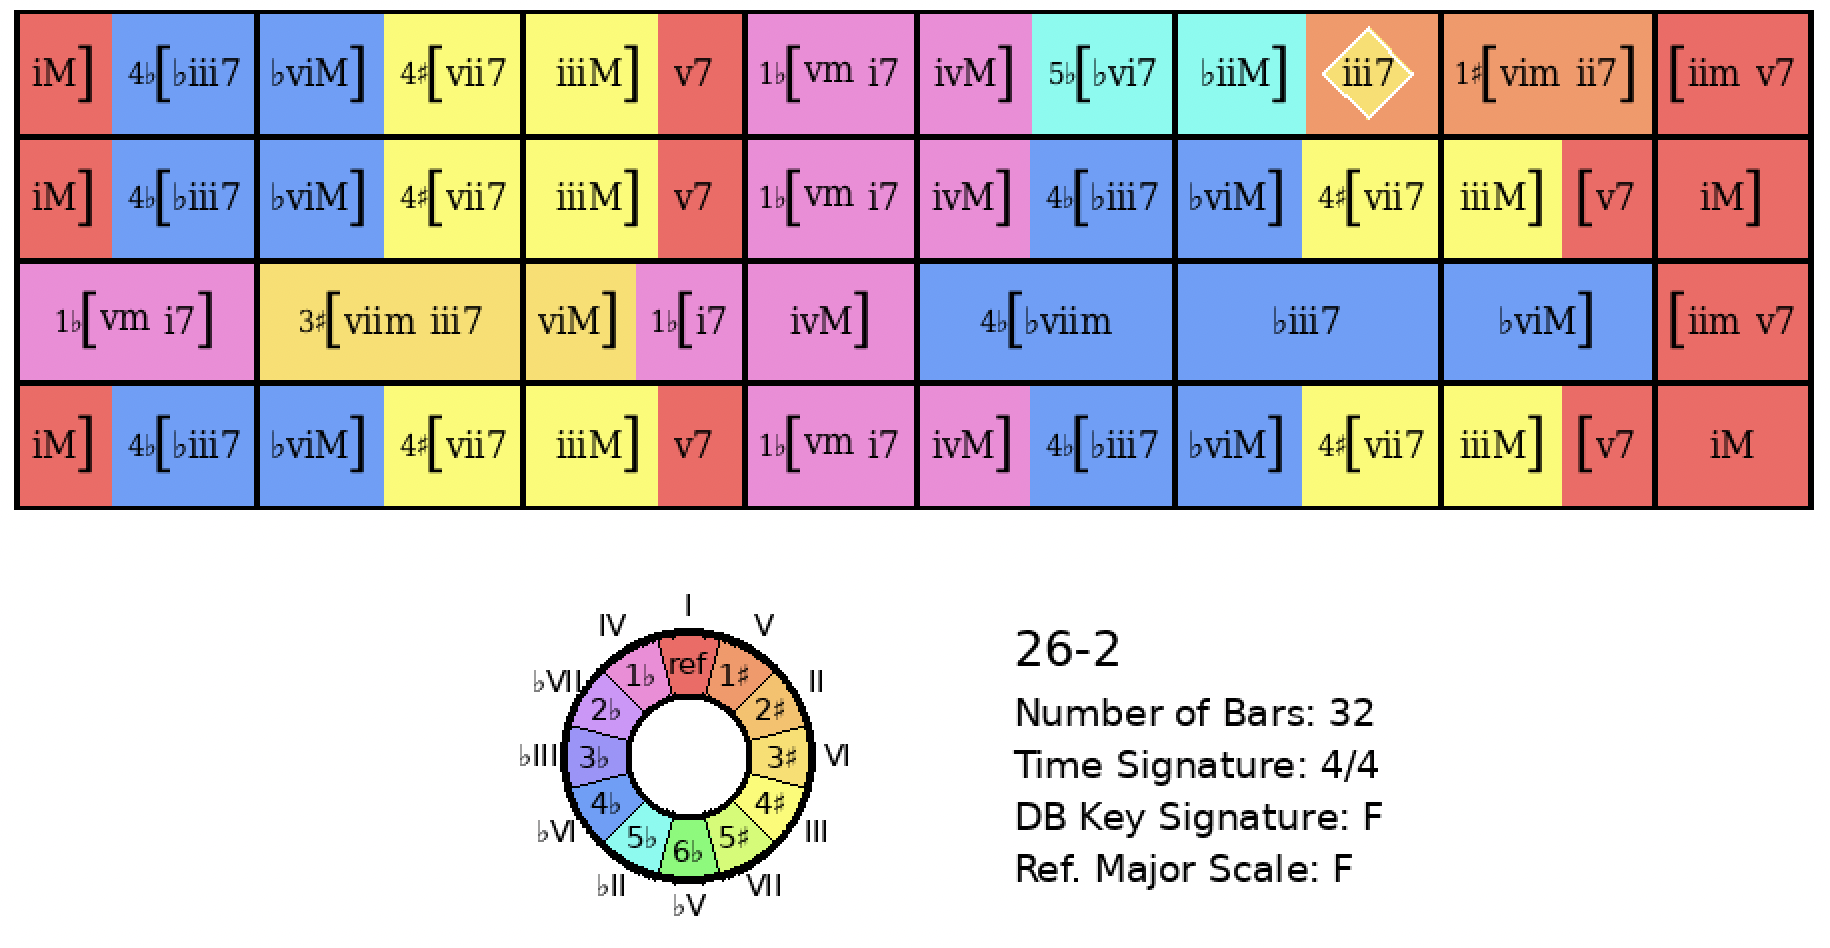 iM] 4♭[♭iii7 ♭viM] 4♯[vii7 iiiM] v7 1♭[vm i7 ivM] 5♭[♭vi7 ♭iiM] iii7 1♯[vim ii7] [iim v7
iM] 4♭[♭iii7 ♭viM] 4♯[vii7 iiiM] v7 1♭[vm i7 ivM] 4♭[♭iii7 ♭viM] 4♯[vii7 iiiM] [v7 iM]
1♭[vm i7] 3♯[viim iii7 viM] 1♭[i7 ivM] 4♭[♭viim ♭iii7 ♭viM] [iim v7
iM] 4♭[♭iii7 ♭viM] 4♯[vii7 iiiM] v7 1♭[vm i7 ivM] 4♭[♭iii7 ♭viM] 4♯[vii7 iiiM] [v7 iM
I
IV V
♭VII II
♭III VI
♭VI III
♭II VII
♭V
ref
1♭ 1♯
2♭ 2♯
3♭ 3♯
4♭ 4♯
5♭ 5♯
6♭
26-2
Number of Bars: 32
Time Signature: 4/4
DB Key Signature: F
Ref. Major Scale: F